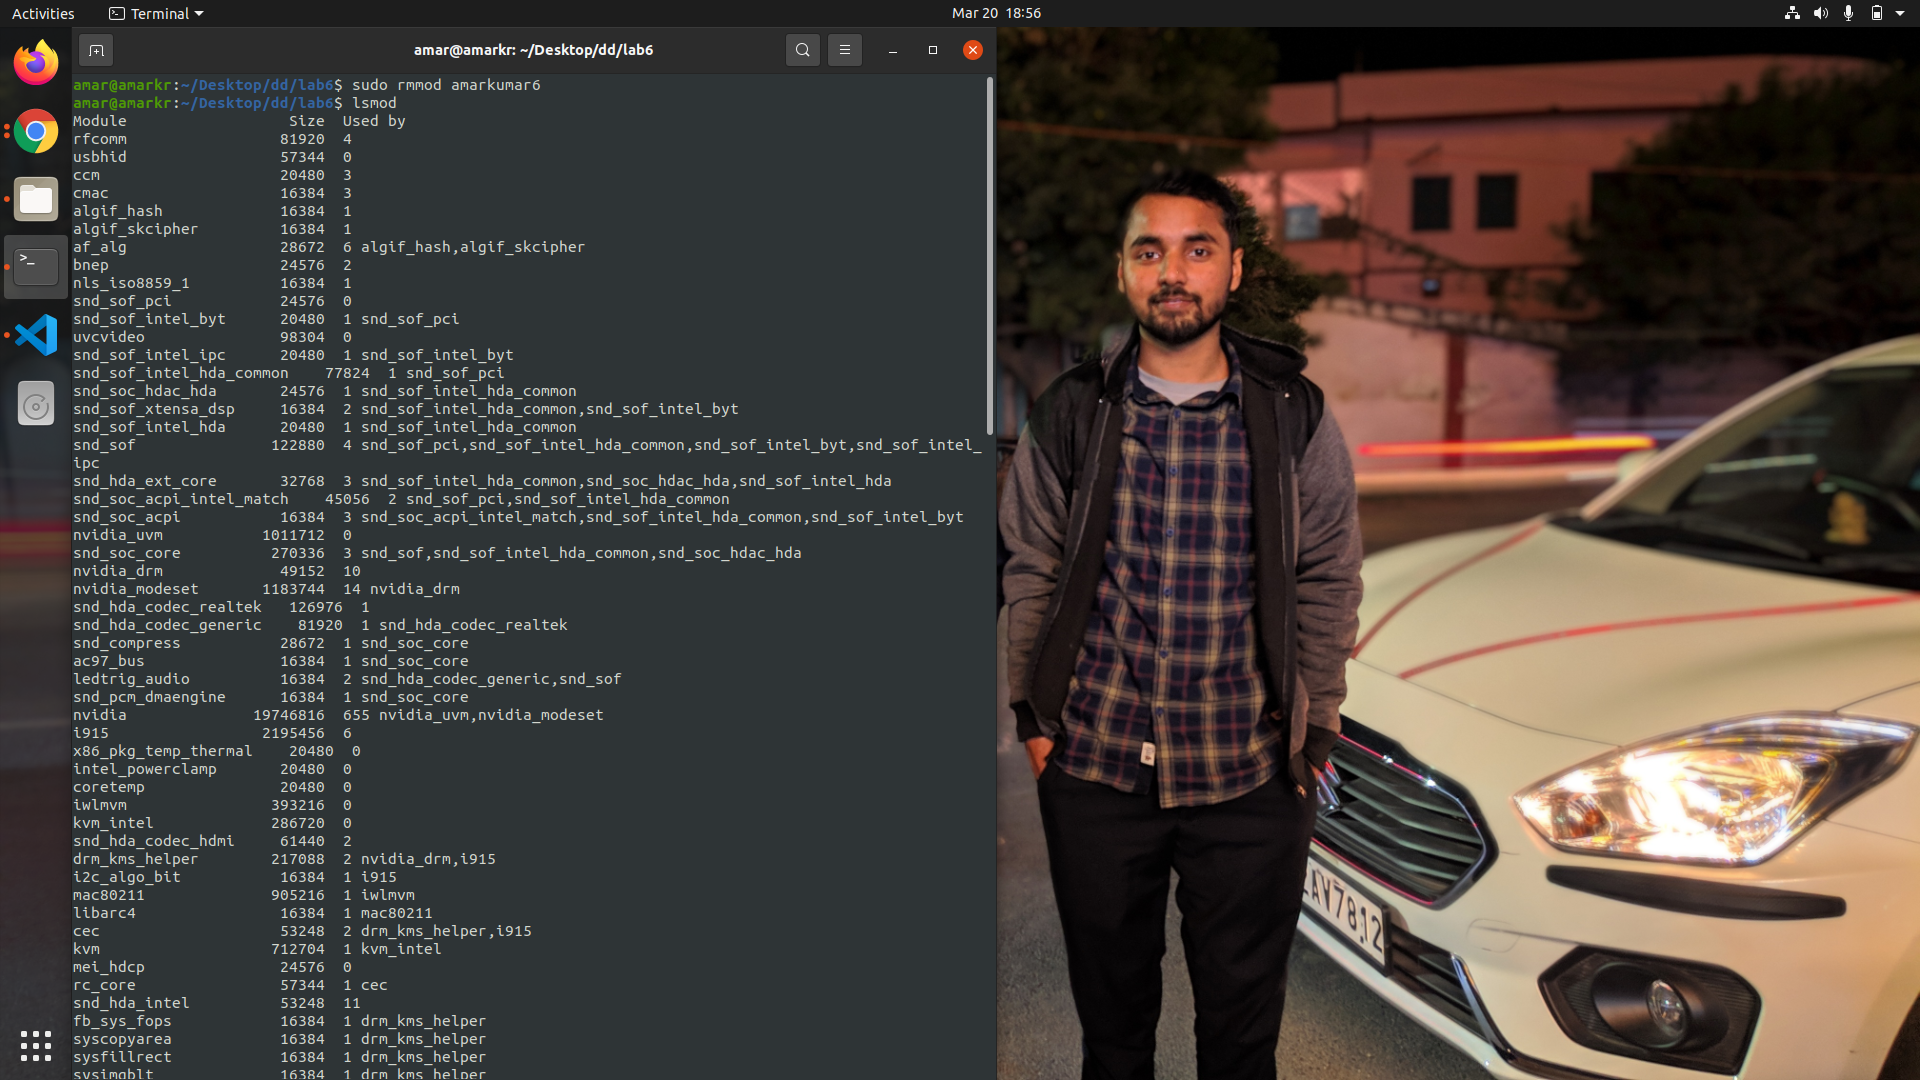 Activities
Terminal
Mar 20 18:56
amar@amarkr: ~/Desktop/dd/lab6
amar@amarkr:~/Desktop/dd/lab6$ sudo rmmod amarkumar6
amar@amarkr:~/Desktop/dd/lab6$ lsmod
Module                  Size  Used by
rfcomm                 81920  4
usbhid                 57344  0
ccm                    20480  3
cmac                   16384  3
algif_hash             16384  1
algif_skcipher         16384  1
af_alg                 28672  6 algif_hash,algif_skcipher
bnep                   24576  2
nls_iso8859_1          16384  1
snd_sof_pci            24576  0
snd_sof_intel_byt      20480  1 snd_sof_pci
uvcvideo               98304  0
snd_sof_intel_ipc      20480  1 snd_sof_intel_byt
snd_sof_intel_hda_common    77824  1 snd_sof_pci
snd_soc_hdac_hda       24576  1 snd_sof_intel_hda_common
snd_sof_xtensa_dsp     16384  2 snd_sof_intel_hda_common,snd_sof_intel_byt
snd_sof_intel_hda      20480  1 snd_sof_intel_hda_common
snd_sof               122880  4 snd_sof_pci,snd_sof_intel_hda_common,snd_sof_intel_byt,snd_sof_intel_
ipc
snd_hda_ext_core       32768  3 snd_sof_intel_hda_common,snd_soc_hdac_hda,snd_sof_intel_hda
snd_soc_acpi_intel_match    45056  2 snd_sof_pci,snd_sof_intel_hda_common
snd_soc_acpi           16384  3 snd_soc_acpi_intel_match,snd_sof_intel_hda_common,snd_sof_intel_byt
nvidia_uvm           1011712  0
snd_soc_core          270336  3 snd_sof,snd_sof_intel_hda_common,snd_soc_hdac_hda
nvidia_drm             49152  10
nvidia_modeset       1183744  14 nvidia_drm
snd_hda_codec_realtek   126976  1
snd_hda_codec_generic    81920  1 snd_hda_codec_realtek
snd_compress           28672  1 snd_soc_core
ac97_bus               16384  1 snd_soc_core
ledtrig_audio          16384  2 snd_hda_codec_generic,snd_sof
snd_pcm_dmaengine      16384  1 snd_soc_core
nvidia              19746816  655 nvidia_uvm,nvidia_modeset
i915                 2195456  6
x86_pkg_temp_thermal    20480  0
intel_powerclamp       20480  0
coretemp               20480  0
iwlmvm                393216  0
kvm_intel             286720  0
snd_hda_codec_hdmi     61440  2
drm_kms_helper        217088  2 nvidia_drm,i915
i2c_algo_bit           16384  1 i915
mac80211              905216  1 iwlmvm
libarc4                16384  1 mac80211
cec                    53248  2 drm_kms_helper,i915
kvm                   712704  1 kvm_intel
mei_hdcp               24576  0
rc_core                57344  1 cec
snd_hda_intel          53248  11
fb_sys_fops            16384  1 drm_kms_helper
syscopyarea            16384  1 drm_kms_helper
sysfillrect            16384  1 drm_kms_helper
sysimgblt              16384  1 drm_kms_helper
AV7812